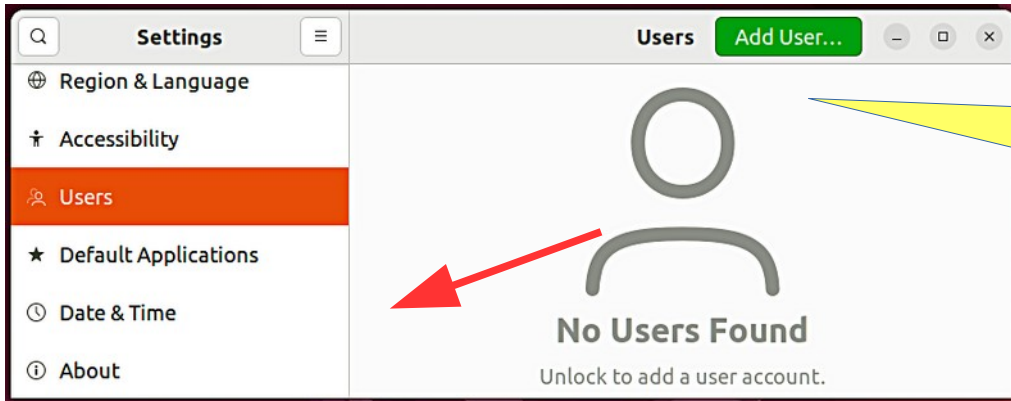 Settings
Users
Add User...
Region & Language
Accessibility
Users
Default Applications
Date & Time
About
No Users Found
Unlock to add a user account.